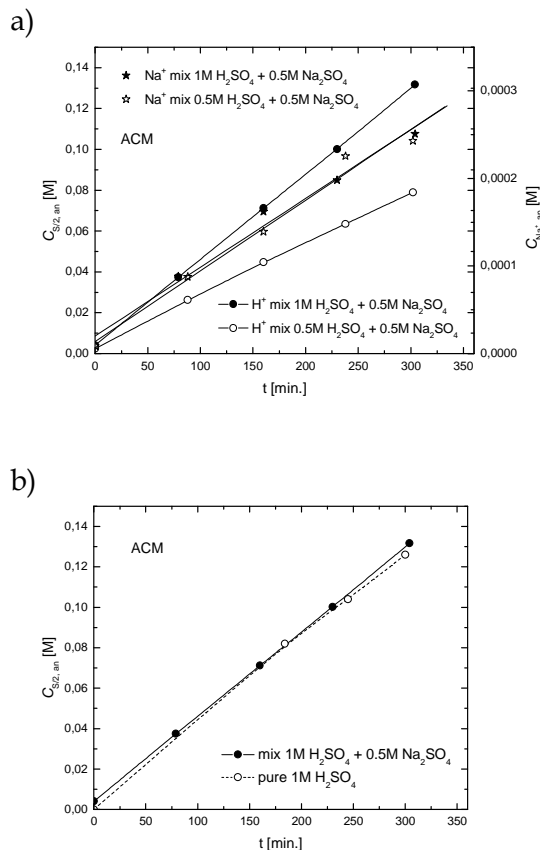 a)
0,14
0,12
0,10
0,08
0,06
0,04
0,02
0,00
C_S/2, an [M]
★ Na⁺ mix 1M H₂SO₄ + 0.5M Na₂SO₄
☆ Na⁺ mix 0.5M H₂SO₄ + 0.5M Na₂SO₄
ACM
0,0003
0,0002
0,0001
0,0000
C_Na⁺, an [M]
—●— H⁺ mix 1M H₂SO₄ + 0.5M Na₂SO₄
—○— H⁺ mix 0.5M H₂SO₄ + 0.5M Na₂SO₄
0 50 100 150 200 250 300 350
t [min.]
b)
0,14
0,12
0,10
0,08
0,06
0,04
0,02
0,00
C_S/2, an [M]
ACM
—●— mix 1M H₂SO₄ + 0.5M Na₂SO₄
--○-- pure 1M H₂SO₄
0 50 100 150 200 250 300 350
t [min.]